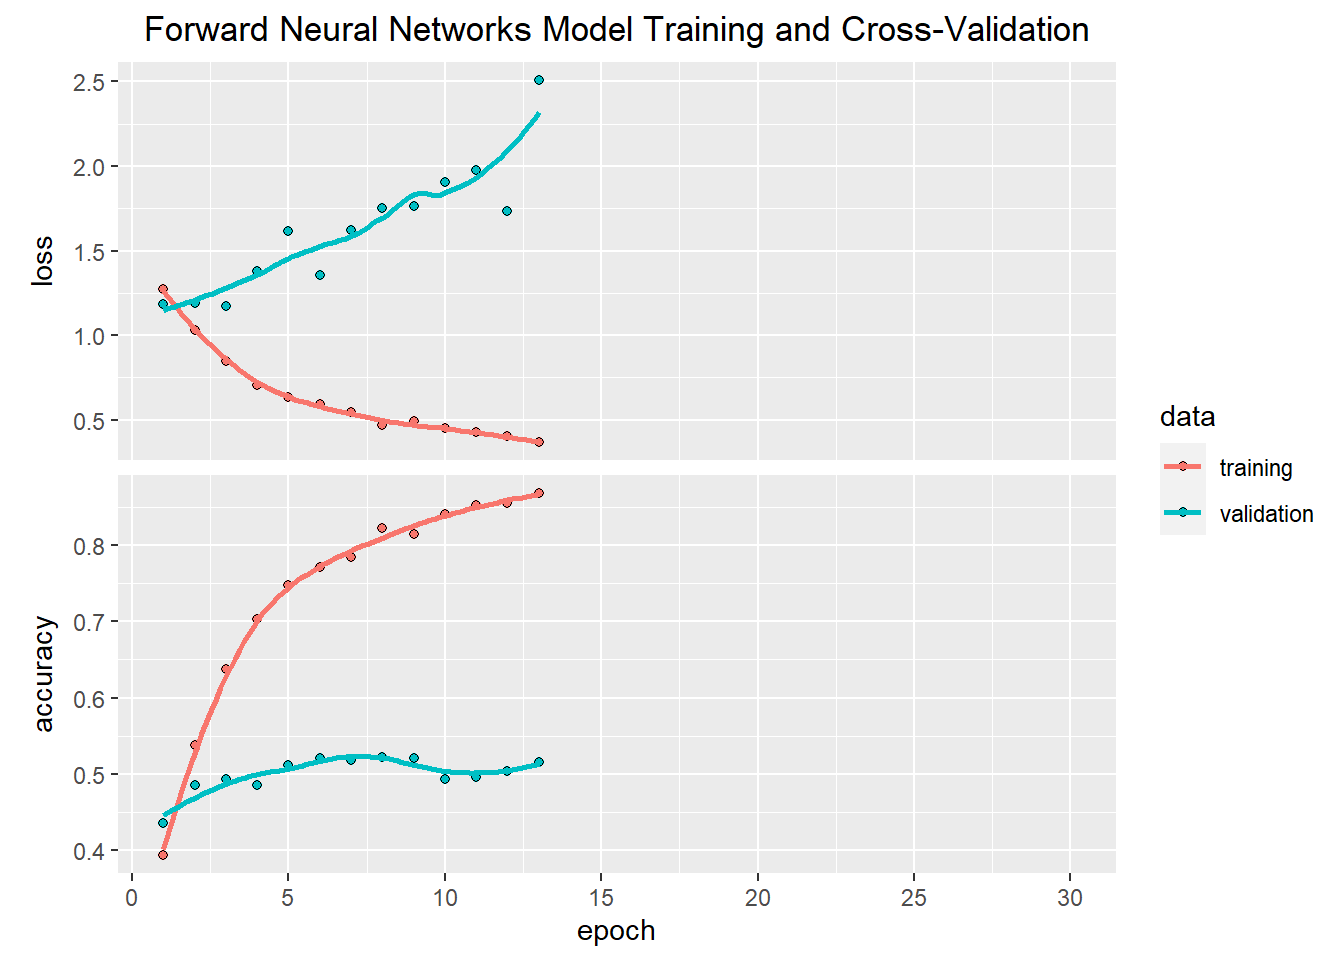 Forward Neural Networks Model Training and Cross-Validation
2.5
2.0
1.5
1.0
0.5
loss
0.8
0.7
0.6
0.5
0.4
accuracy
0 5 10 15 20 25 30
epoch
data
training
validation